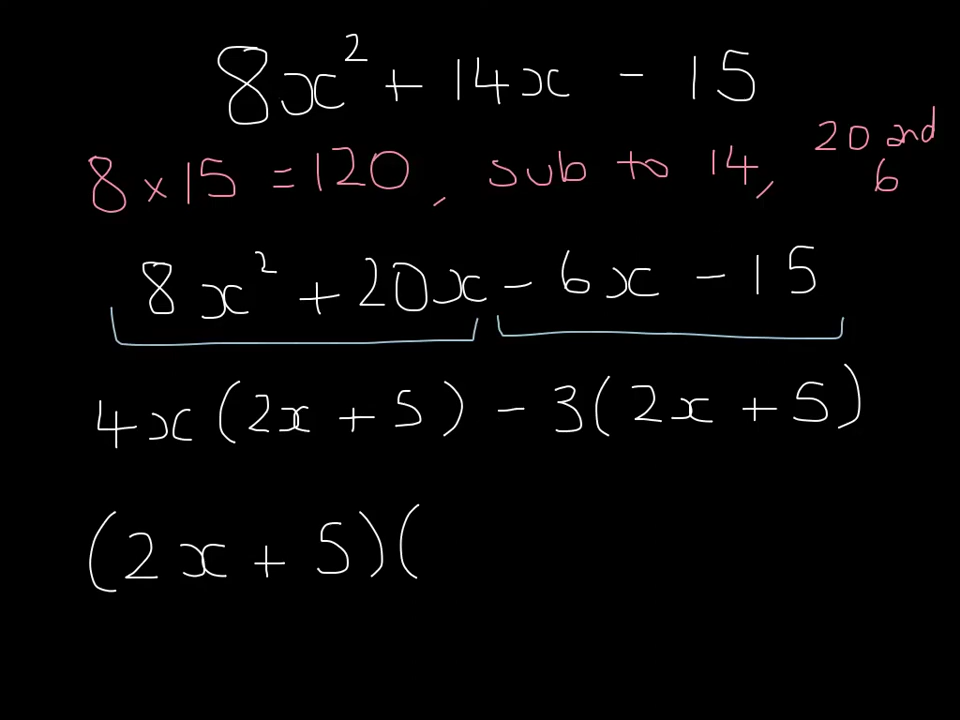 8x² + 14x - 15
8 × 15 = 120, sub to 14, 20 and 6
8x² + 20x - 6x - 15
4x(2x + 5) - 3(2x + 5)
(2x + 5)(